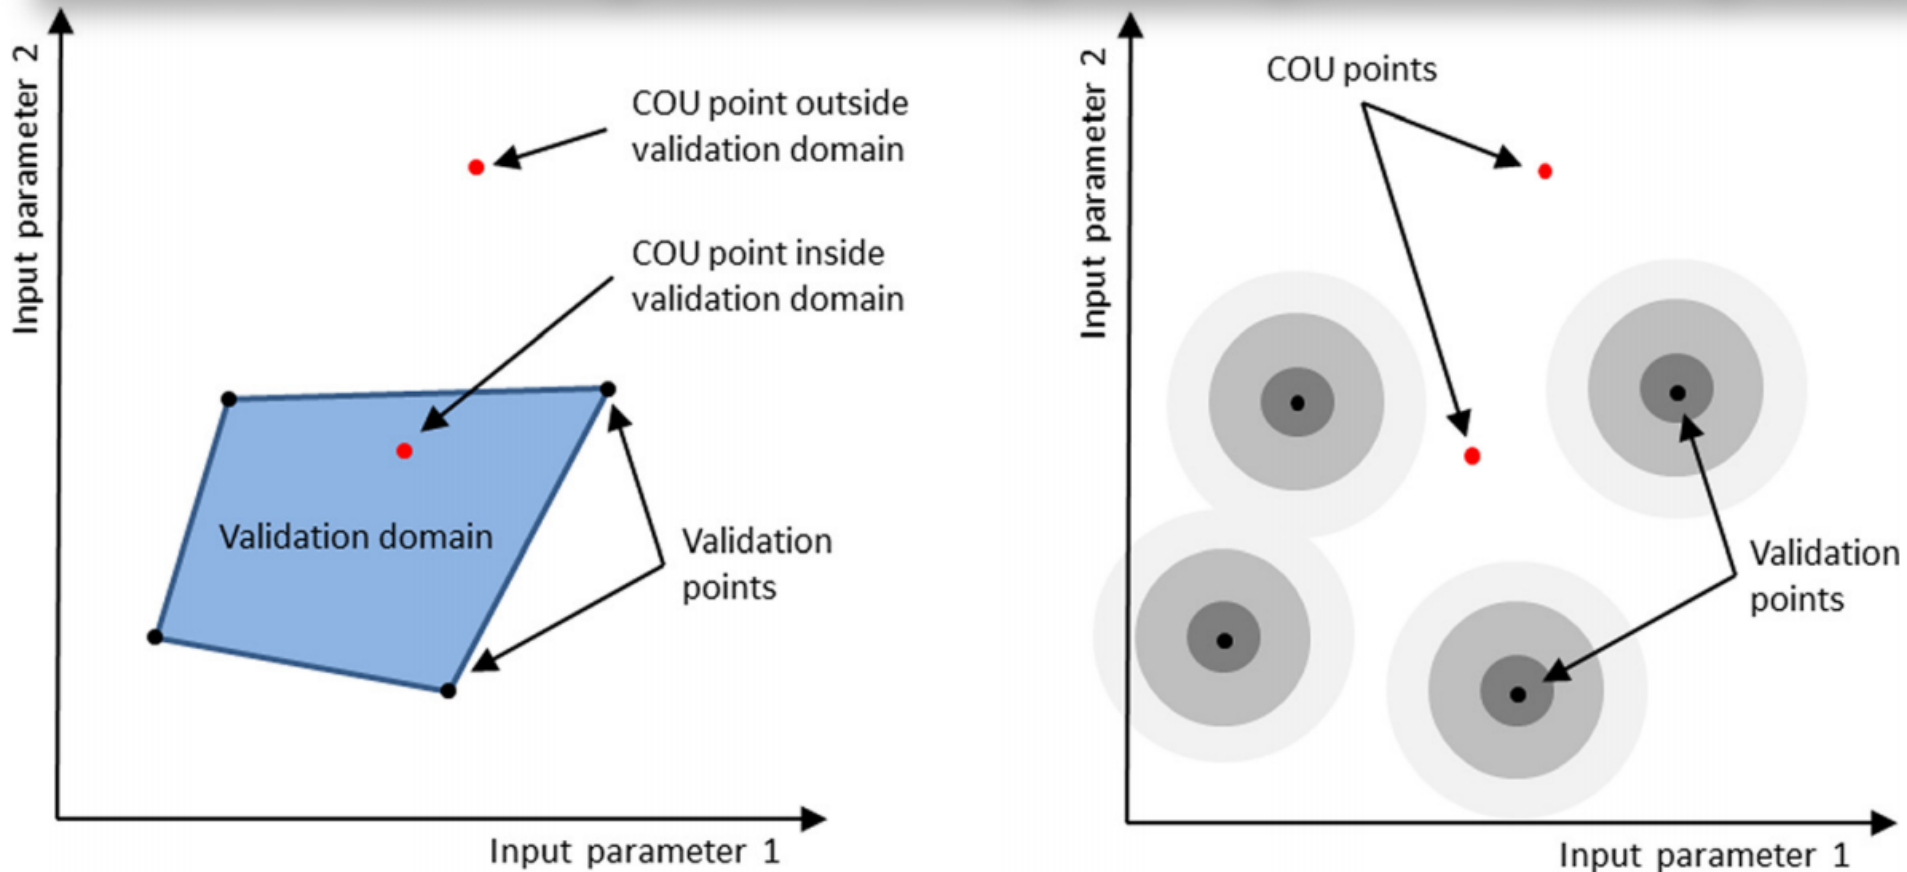 Input parameter 2
COU point outside
validation domain
COU point inside
validation domain
Validation domain
Validation
points
Input parameter 1
Input parameter 2
COU points
Validation
points
Input parameter 1